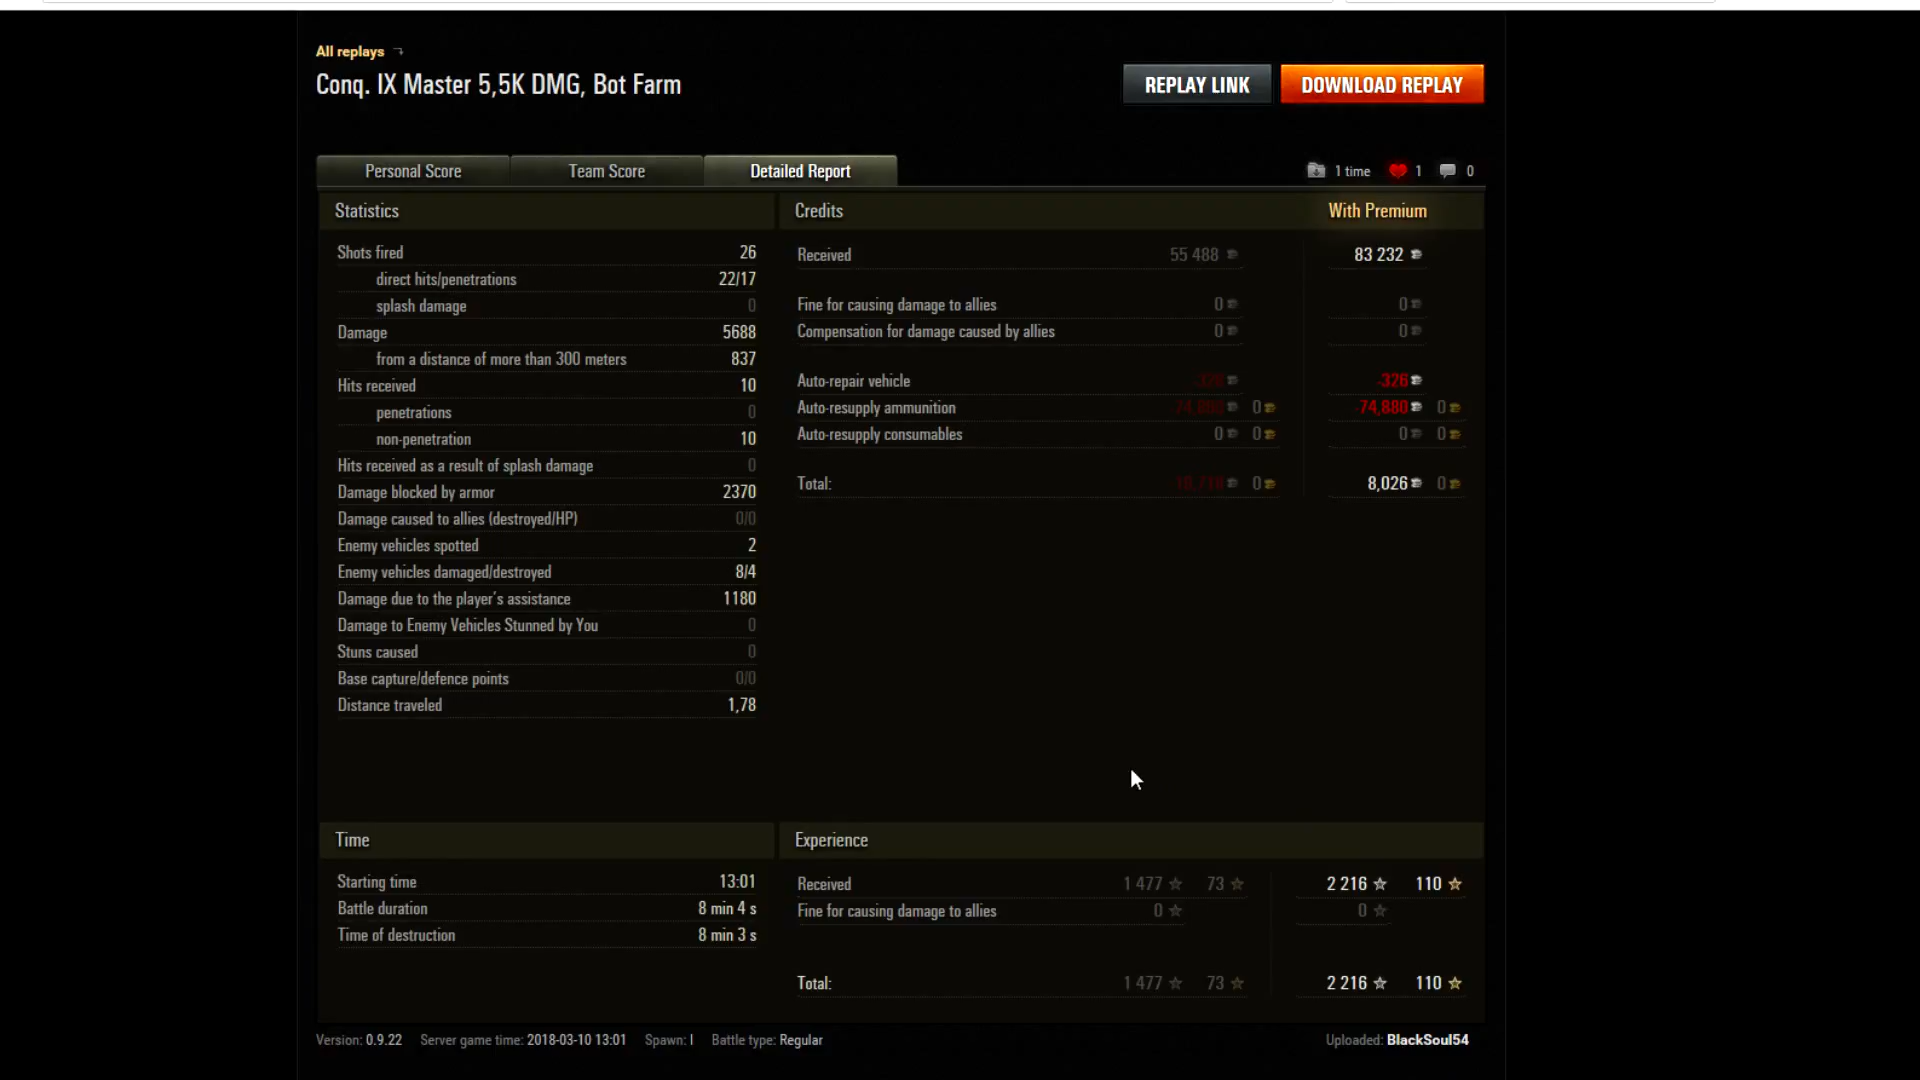 All replays
Conq. IX Master 5,5K DMG, Bot Farm
REPLAY LINK
DOWNLOAD REPLAY
Personal Score
Team Score
Detailed Report
1 time
1
0
Statistics
Shots fired 26
direct hits/penetrations 22/17
splash damage 0
Damage 5688
from a distance of more than 300 meters 837
Hits received 10
penetrations 0
non-penetration 10
Hits received as a result of splash damage 0
Damage blocked by armor 2370
Damage caused to allies (destroyed/HP) 0/0
Enemy vehicles spotted 2
Enemy vehicles damaged/destroyed 8/4
Damage due to the player's assistance 1180
Damage to Enemy Vehicles Stunned by You 0
Stuns caused 0
Base capture/defence points 0/0
Distance traveled 1,78
Credits With Premium
Received 55 488 83 232
Fine for causing damage to allies 0 0
Compensation for damage caused by allies 0 0
Auto-repair vehicle -326 -326
Auto-resupply ammunition -74,880 0 -74,880 0
Auto-resupply consumables 0 0 0 0
Total: 0 8,026 0
Time
Starting time 13:01
Battle duration 8 min 4 s
Time of destruction 8 min 3 s
Experience
Received 1 477 73 2 216 110
Fine for causing damage to allies 0 0
Total: 1 477 73 2 216 110
Version: 0.9.22 Server game time: 2018-03-10 13:01 Spawn: I Battle type: Regular
Uploaded: BlackSoul54